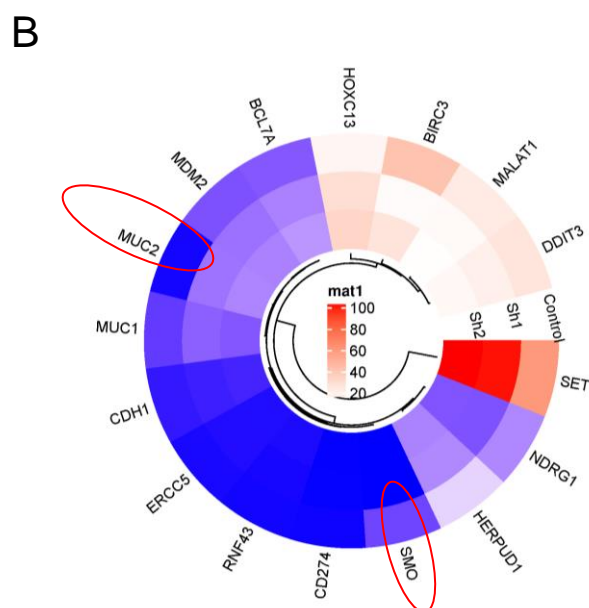 B
HOXC13
BIRC3
MALAT1
DDIT3
Control
Sh1
Sh2
SET
NDRG1
HERPUD1
SMO
CD274
RNF43
ERCC5
CDH1
MUC1
MUC2
MDM2
BCL7A
mat1
100
80
60
40
20